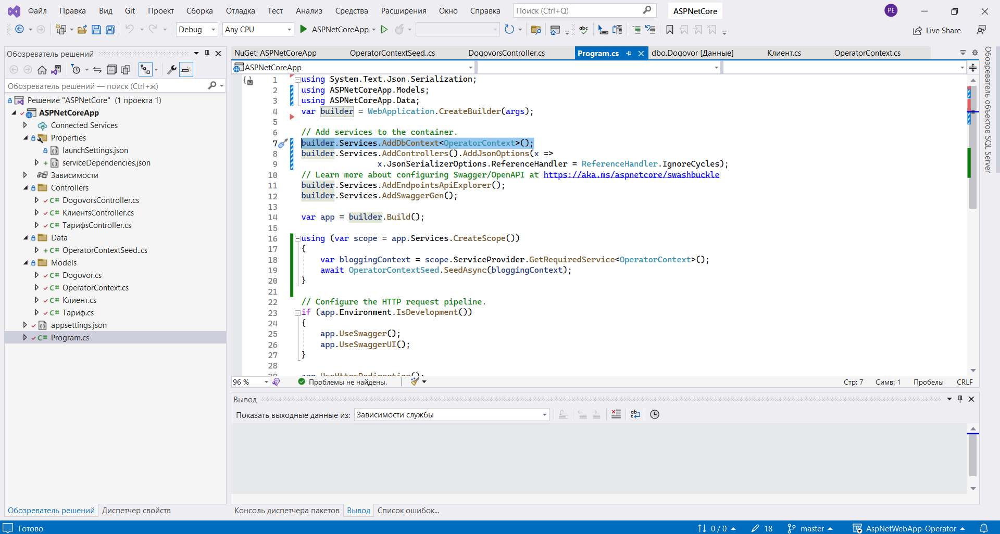 Файл Правка Вид Git Проект Сборка Отладка Тест Анализ Средства Расширения Окно Справка Поиск (Ctrl+Q) ASPNetCore PE
Debug Any CPU ASPNetCoreApp Live Share
Обозреватель решений
Обозреватель решений — поиск (Ctrl+ж)
Решение "ASPNetCore" (1 проекта 1)
ASPNetCoreApp
Connected Services
Properties
launchSettings.json
serviceDependencies.json
Зависимости
Controllers
DogovorsController.cs
КлиентsController.cs
ТарифsController.cs
Data
OperatorContextSeed..cs
Models
Dogovor.cs
OperatorContext.cs
Клиент.cs
Тариф.cs
appsettings.json
Program.cs
Обозреватель решений Диспетчер свойств
NuGet: ASPNetCoreApp OperatorContextSeed..cs DogovorsController.cs Program.cs dbo.Dogovor [Данные] Клиент.cs OperatorContext.cs
ASPNetCoreApp
1 using System.Text.Json.Serialization;
2 using ASPNetCoreApp.Models;
3 using ASPNetCoreApp.Data;
4 var builder = WebApplication.CreateBuilder(args);
5
6 // Add services to the container.
7 builder.Services.AddDbContext<OperatorContext>();
8 builder.Services.AddControllers().AddJsonOptions(x =>
9 x.JsonSerializerOptions.ReferenceHandler = ReferenceHandler.IgnoreCycles);
10 // Learn more about configuring Swagger/OpenAPI at https://aka.ms/aspnetcore/swashbuckle
11 builder.Services.AddEndpointsApiExplorer();
12 builder.Services.AddSwaggerGen();
13
14 var app = builder.Build();
15
16 using (var scope = app.Services.CreateScope())
17 {
18 var bloggingContext = scope.ServiceProvider.GetRequiredService<OperatorContext>();
19 await OperatorContextSeed.SeedAsync(bloggingContext);
20 }
21
22 // Configure the HTTP request pipeline.
23 if (app.Environment.IsDevelopment())
24 {
25 app.UseSwagger();
26 app.UseSwaggerUI();
27 }
28
29 app.UseHttpsRedirection();
96 % Проблемы не найдены. Стр: 7 Симв: 1 Пробелы CRLF
Обозреватель объектов SQL Server
Вывод
Показать выходные данные из: Зависимости службы
Консоль диспетчера пакетов Вывод Список ошибок...
Готово 0 / 0 18 master AspNetWebApp-Operator